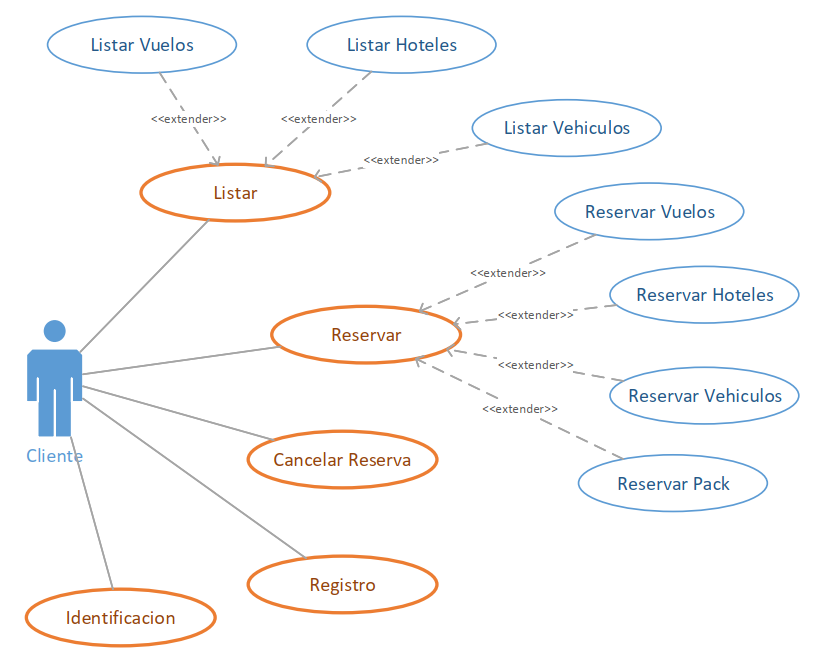 Listar Vuelos
Listar Hoteles
<<extender>>
<<extender>>
Listar Vehiculos
<<extender>>
Listar
Reservar Vuelos
<<extender>>
Reservar Hoteles
<<extender>>
Reservar
<<extender>>
Reservar Vehiculos
<<extender>>
Cliente
Cancelar Reserva
Reservar Pack
Registro
Identificacion